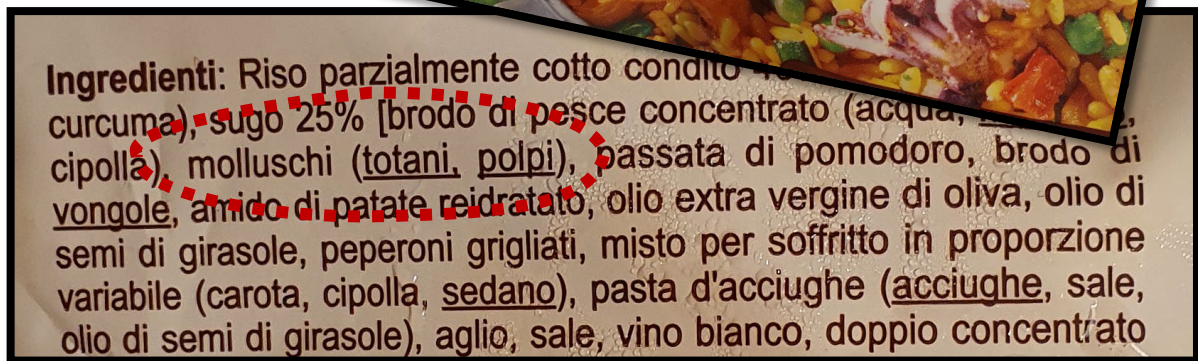 Ingredienti: Riso parzialmente cotto condito
curcuma), sugo 25% [brodo di pesce concentrato (acqua,
cipolla), molluschi (totani, polpi), passata di pomodoro, brodo di
vongole, amido di patate reidratato, olio extra vergine di oliva, olio di
semi di girasole, peperoni grigliati, misto per soffritto in proporzione
variabile (carota, cipolla, sedano), pasta d'acciughe (acciughe, sale,
olio di semi di girasole), aglio, sale, vino bianco, doppio concentrato